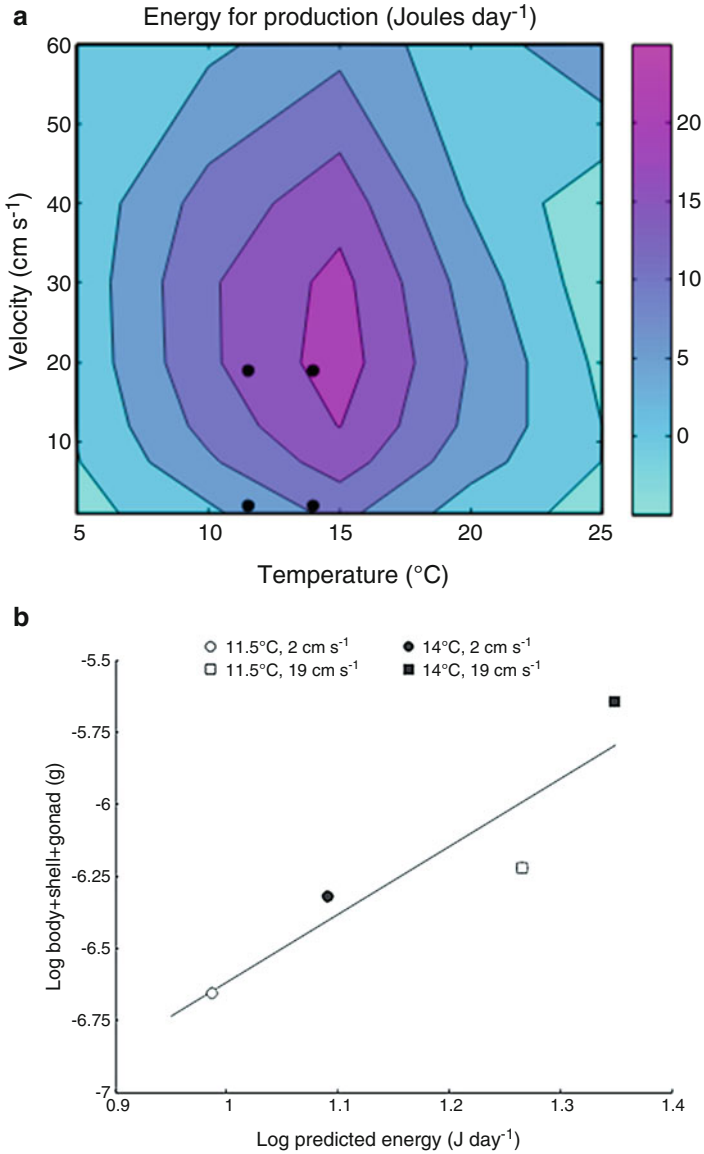 a Energy for production (Joules day-1)
60
50
40
30
20
10
Velocity (cm s-1)
5 10 15 20 25
Temperature (°C)
20
15
10
5
0
b
11.5°C, 2 cm s-1 14°C, 2 cm s-1
11.5°C, 19 cm s-1 14°C, 19 cm s-1
-5.5
-5.75
-6
-6.25
-6.5
-6.75
-7
Log body+shell+gonad (g)
0.9 1 1.1 1.2 1.3 1.4
Log predicted energy (J day-1)